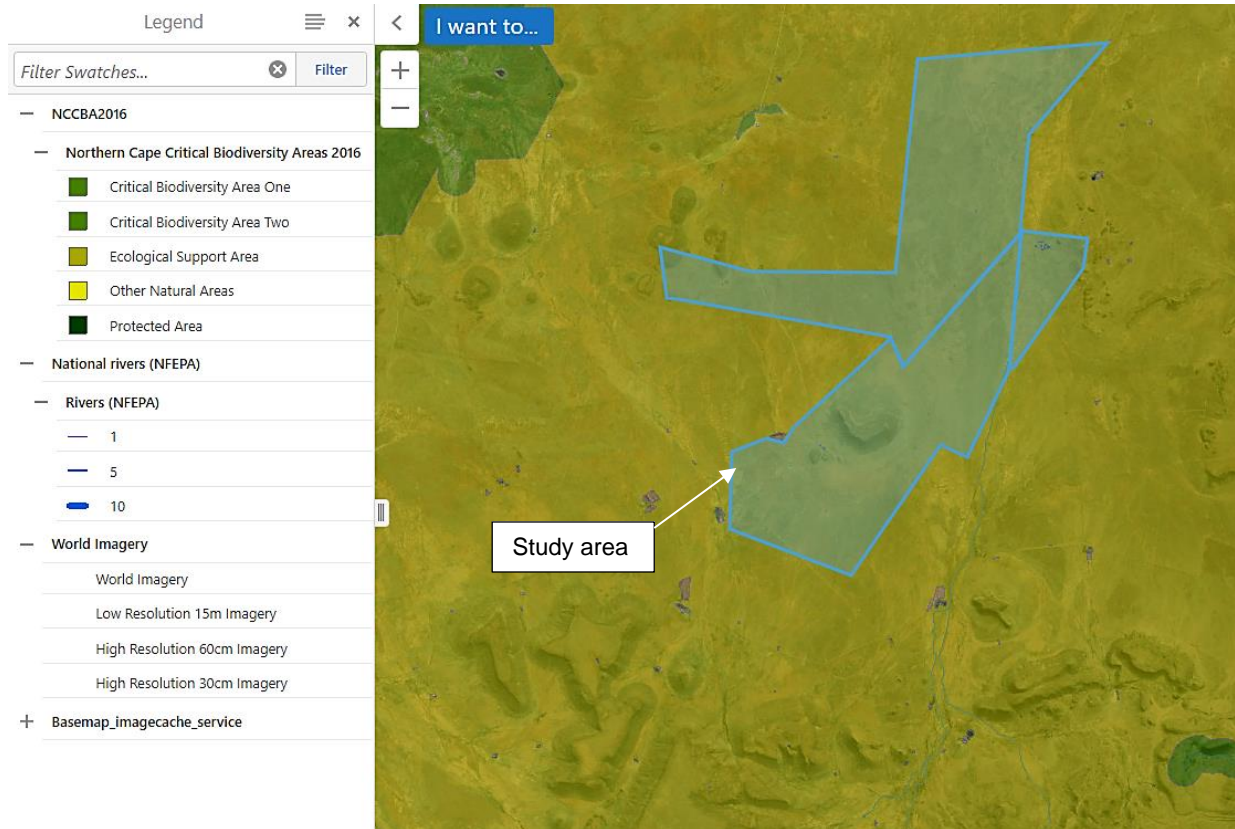 Legend
I want to...
Filter Swatches...
Filter
NCCBA2016
Northern Cape Critical Biodiversity Areas 2016
Critical Biodiversity Area One
Critical Biodiversity Area Two
Ecological Support Area
Other Natural Areas
Protected Area
National rivers (NFEPA)
Rivers (NFEPA)
1
5
10
World Imagery
World Imagery
Low Resolution 15m Imagery
High Resolution 60cm Imagery
High Resolution 30cm Imagery
Basemap_imagecache_service
Study area